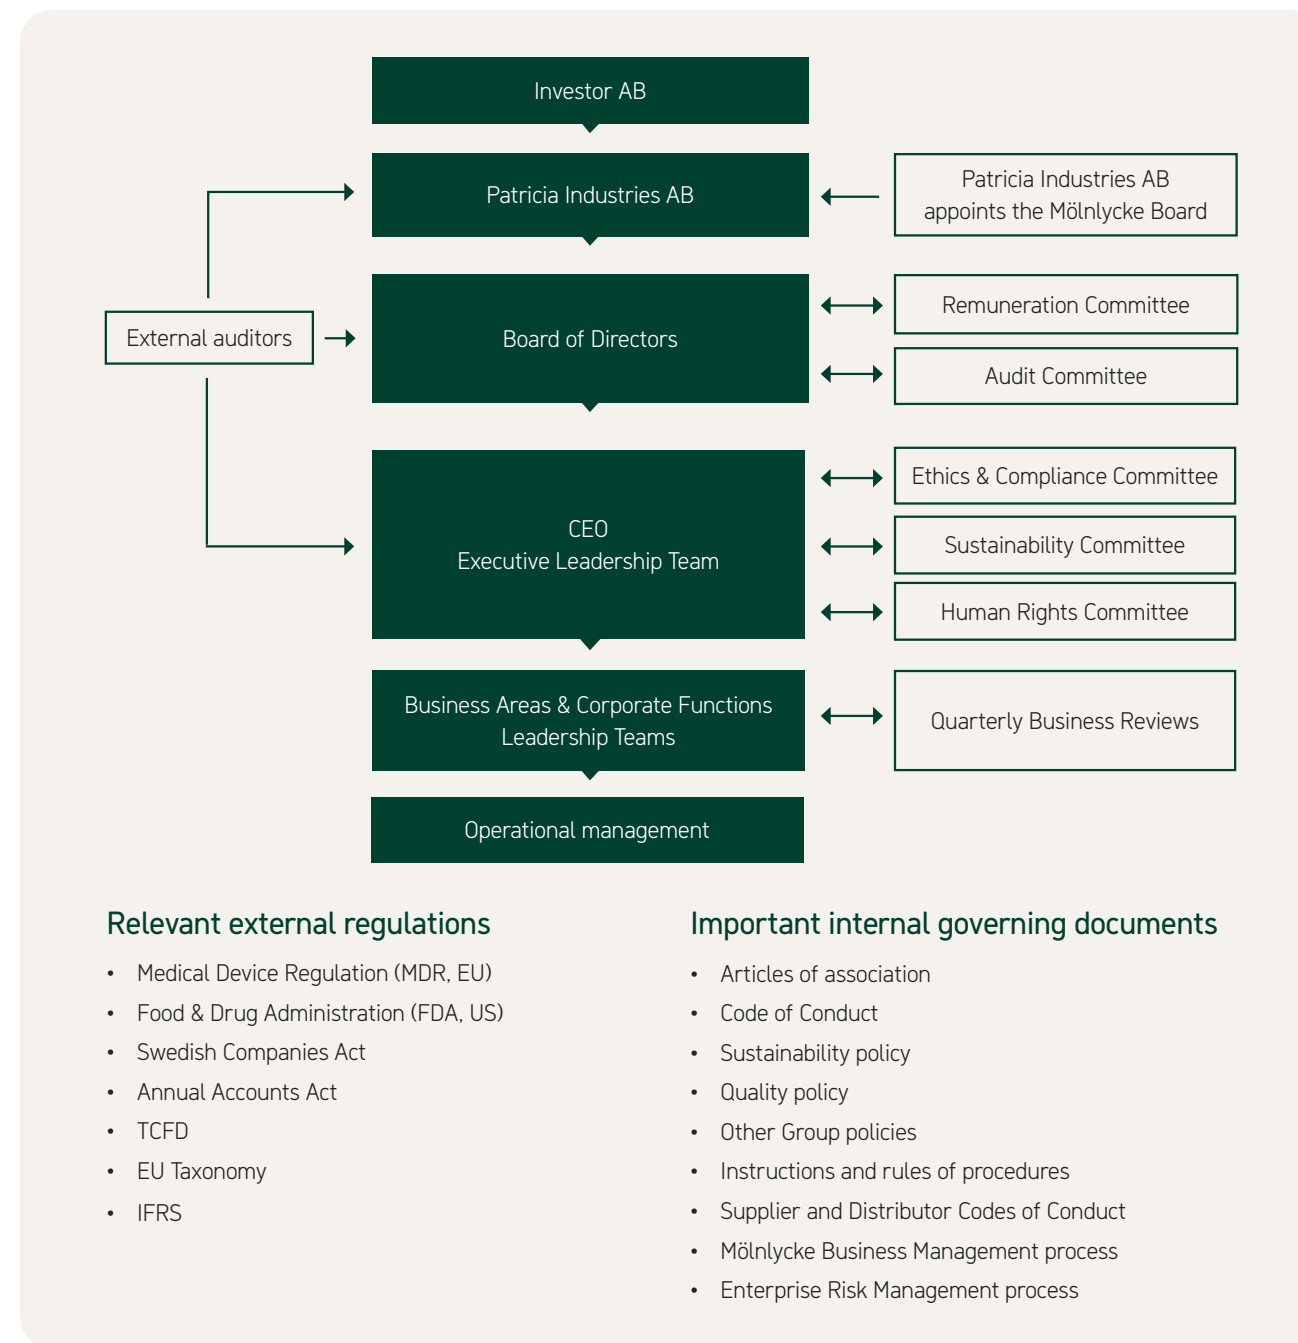 Investor AB
Patricia Industries AB
Patricia Industries AB
appoints the Mölnlycke Board
External auditors
Board of Directors
Remuneration Committee
Audit Committee
CEO
Executive Leadership Team
Ethics & Compliance Committee
Sustainability Committee
Human Rights Committee
Business Areas & Corporate Functions
Leadership Teams
Quarterly Business Reviews
Operational management
Relevant external regulations
• Medical Device Regulation (MDR, EU)
• Food & Drug Administration (FDA, US)
• Swedish Companies Act
• Annual Accounts Act
• TCFD
• EU Taxonomy
• IFRS
Important internal governing documents
• Articles of association
• Code of Conduct
• Sustainability policy
• Quality policy
• Other Group policies
• Instructions and rules of procedures
• Supplier and Distributor Codes of Conduct
• Mölnlycke Business Management process
• Enterprise Risk Management process